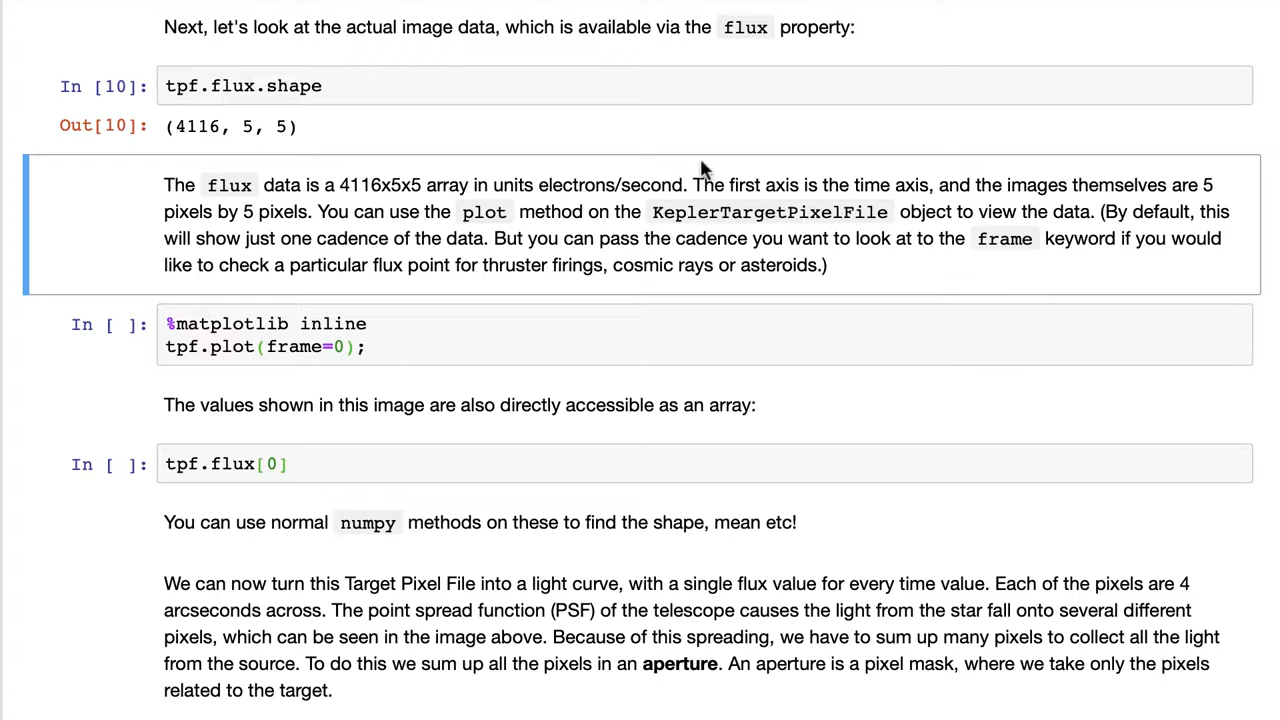 Next, let's look at the actual image data, which is available via the flux property:
In [10]: tpf.flux.shape
Out[10]: (4116, 5, 5)
The flux data is a 4116x5x5 array in units electrons/second. The first axis is the time axis, and the images themselves are 5
pixels by 5 pixels. You can use the plot method on the KeplerTargetPixelFile object to view the data. (By default, this
will show just one cadence of the data. But you can pass the cadence you want to look at to the frame keyword if you would
like to check a particular flux point for thruster firings, cosmic rays or asteroids.)
In [ ]: %matplotlib inline
tpf.plot(frame=0);
The values shown in this image are also directly accessible as an array:
In [ ]: tpf.flux[0]
You can use normal numpy methods on these to find the shape, mean etc!
We can now turn this Target Pixel File into a light curve, with a single flux value for every time value. Each of the pixels are 4
arcseconds across. The point spread function (PSF) of the telescope causes the light from the star fall onto several different
pixels, which can be seen in the image above. Because of this spreading, we have to sum up many pixels to collect all the light
from the source. To do this we sum up all the pixels in an aperture. An aperture is a pixel mask, where we take only the pixels
related to the target.